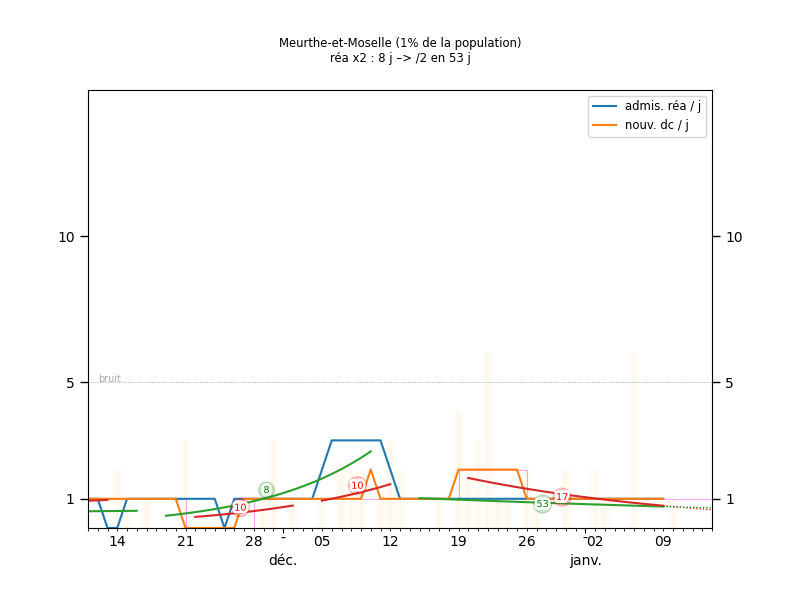 Meurthe-et-Moselle (1% de la population)
réa x2 : 8 j –> /2 en 53 j
admis. réa / j
nouv. dc / j
10
10
bruit
5
5
8
10
10
17
53
1
1
14
21
28
05
12
19
26
02
09
déc.
janv.